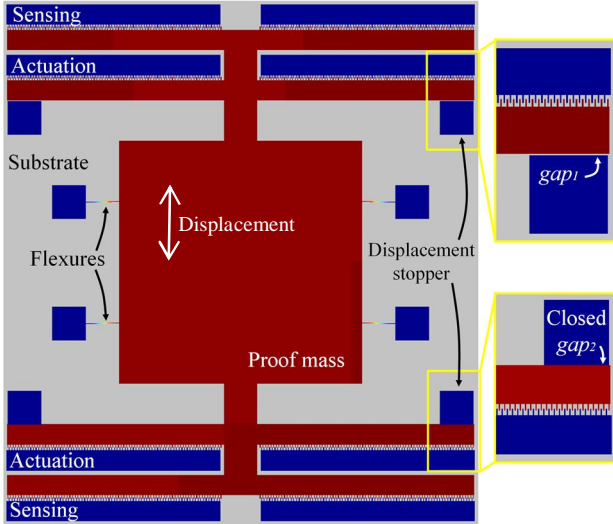 Sensing
Actuation
Substrate
gap1
Displacement
Flexures
Displacement
stopper
Closed
gap2
Proof mass
Actuation
Sensing